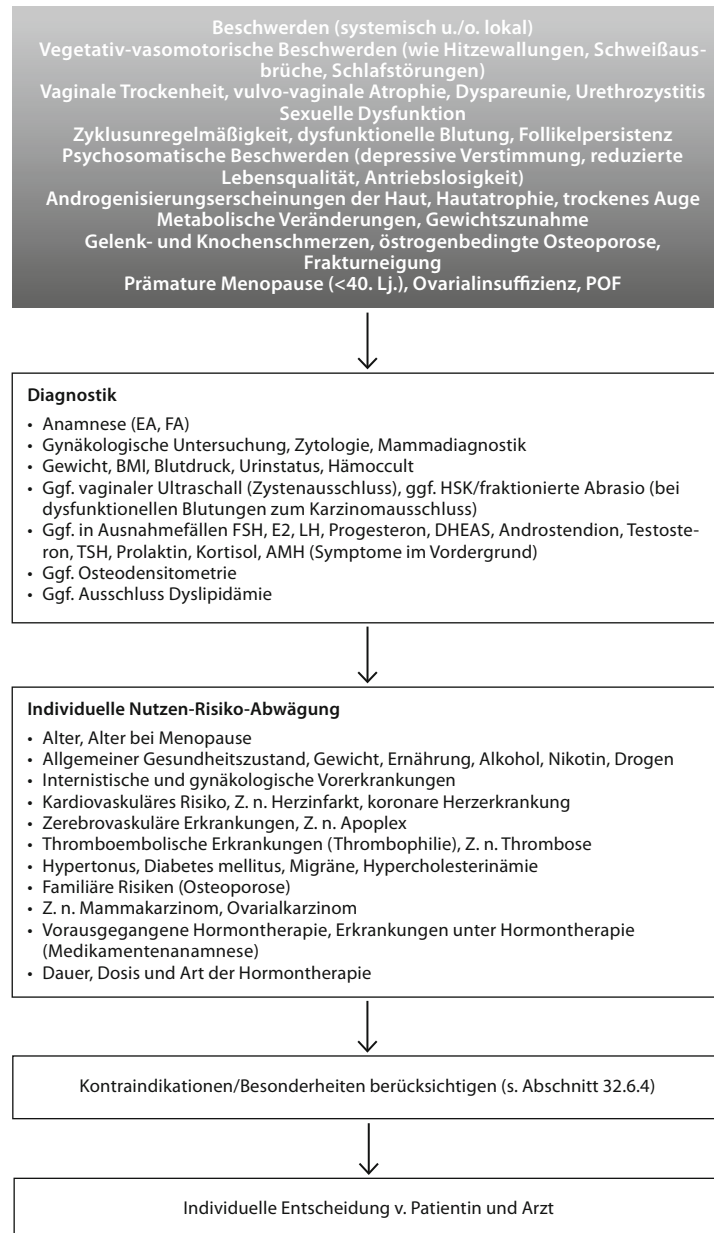 Beschwerden (systemisch u./o. lokal)
Vegetativ-vasomotorische Beschwerden (wie Hitzewallungen, Schweißaus-
brüche, Schlafstörungen)
Vaginale Trockenheit, vulvo-vaginale Atrophie, Dyspareunie, Urethrozystitis
Sexuelle Dysfunktion
Zyklusunregelmäßigkeit, dysfunktionelle Blutung, Follikelpersistenz
Psychosomatische Beschwerden (depressive Verstimmung, reduzierte
Lebensqualität, Antriebslosigkeit)
Androgenisierungserscheinungen der Haut, Hautatrophie, trockenes Auge
Metabolische Veränderungen, Gewichtszunahme
Gelenk- und Knochenschmerzen, östrogenbedingte Osteoporose,
Frakturneigung
Prämature Menopause (<40. Lj.), Ovarialinsuffizienz, POF
Diagnostik
• Anamnese (EA, FA)
• Gynäkologische Untersuchung, Zytologie, Mammadiagnostik
• Gewicht, BMI, Blutdruck, Urinstatus, Hämoccult
• Ggf. vaginaler Ultraschall (Zystenausschluss), ggf. HSK/fraktionierte Abrasio (bei
dysfunktionellen Blutungen zum Karzinomausschluss)
• Ggf. in Ausnahmefällen FSH, E2, LH, Progesteron, DHEAS, Androstendion, Testoste-
ron, TSH, Prolaktin, Kortisol, AMH (Symptome im Vordergrund)
• Ggf. Osteodensitometrie
• Ggf. Ausschluss Dyslipidämie
Individuelle Nutzen-Risiko-Abwägung
• Alter, Alter bei Menopause
• Allgemeiner Gesundheitszustand, Gewicht, Ernährung, Alkohol, Nikotin, Drogen
• Internistische und gynäkologische Vorerkrankungen
• Kardiovaskuläres Risiko, Z. n. Herzinfarkt, koronare Herzerkrankung
• Zerebrovaskuläre Erkrankungen, Z. n. Apoplex
• Thromboembolische Erkrankungen (Thrombophilie), Z. n. Thrombose
• Hypertonus, Diabetes mellitus, Migräne, Hypercholesterinämie
• Familiäre Risiken (Osteoporose)
• Z. n. Mammakarzinom, Ovarialkarzinom
• Vorausgegangene Hormontherapie, Erkrankungen unter Hormontherapie
(Medikamentenanamnese)
• Dauer, Dosis und Art der Hormontherapie
Kontraindikationen/Besonderheiten berücksichtigen (s. Abschnitt 32.6.4)
Individuelle Entscheidung v. Patientin und Arzt